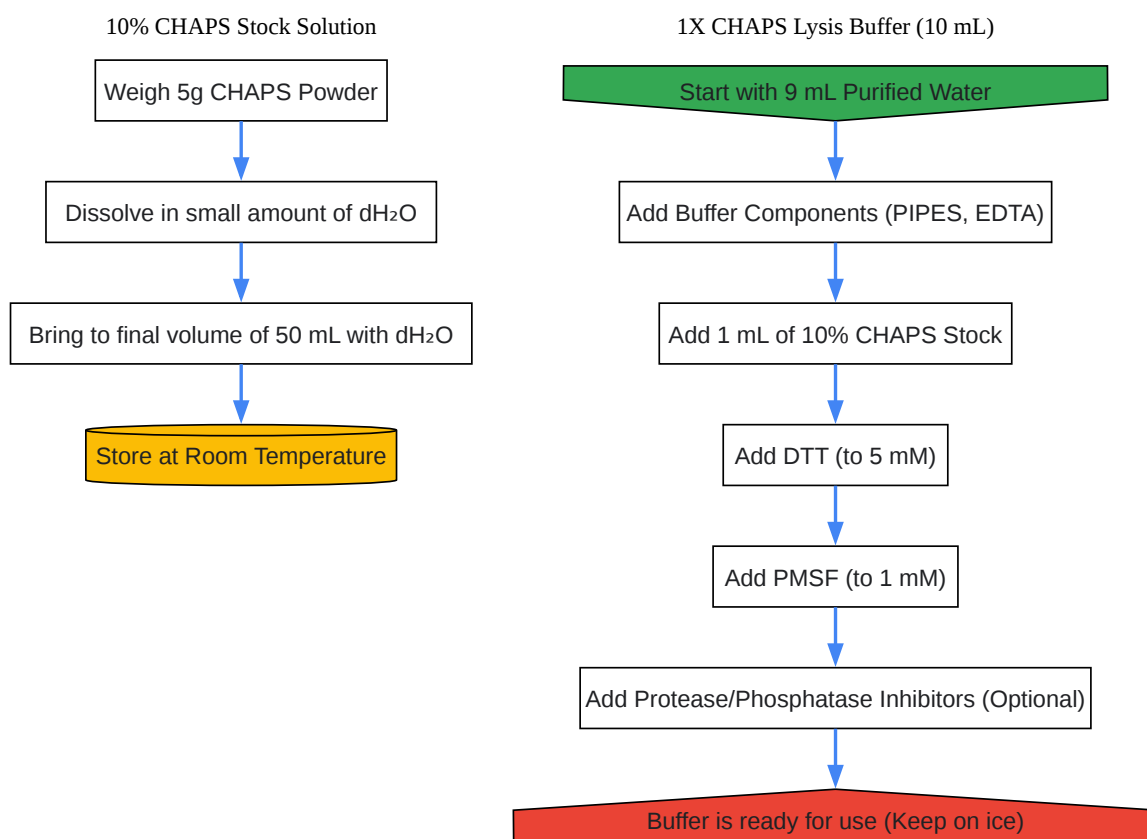 10% CHAPS Stock Solution
Weigh 5g CHAPS Powder
Dissolve in small amount of dH₂O
Bring to final volume of 50 mL with dH₂O
Store at Room Temperature
1X CHAPS Lysis Buffer (10 mL)
Start with 9 mL Purified Water
Add Buffer Components (PIPES, EDTA)
Add 1 mL of 10% CHAPS Stock
Add DTT (to 5 mM)
Add PMSF (to 1 mM)
Add Protease/Phosphatase Inhibitors (Optional)
Buffer is ready for use (Keep on ice)